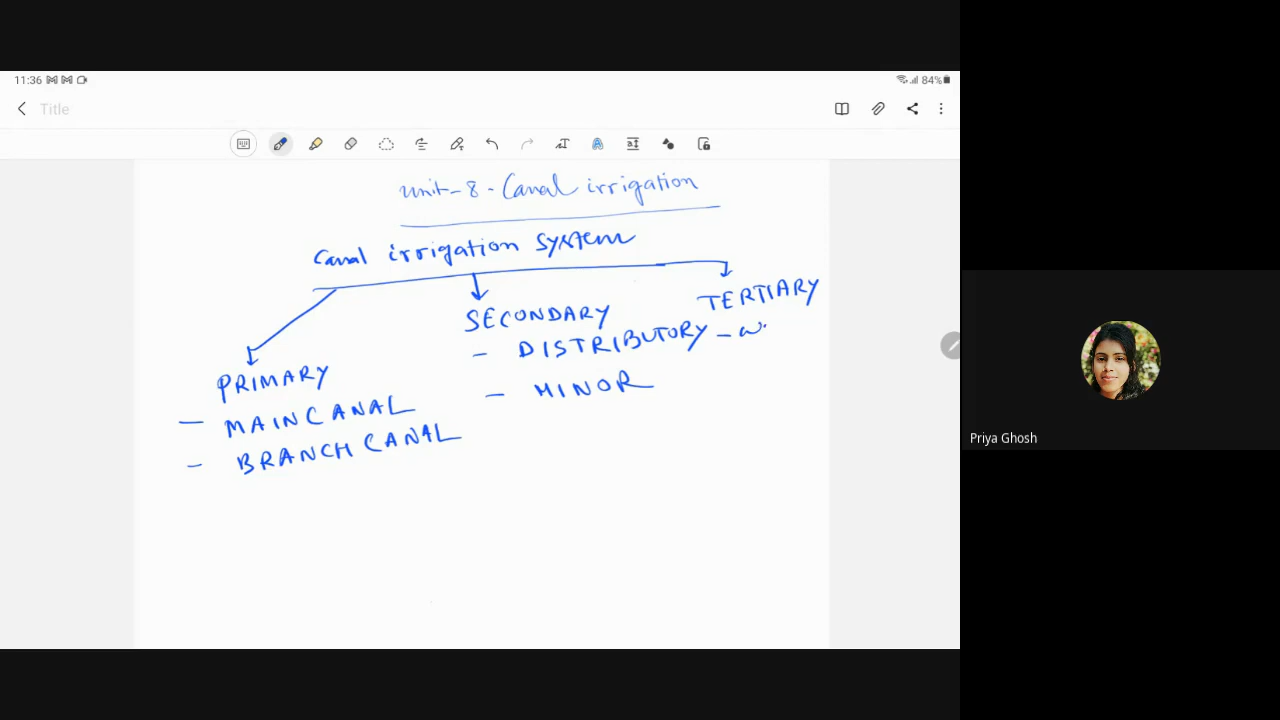 11:36
84%
Title
Unit-8-Canal irrigation
Canal irrigation system
PRIMARY
- MAIN CANAL
- BRANCH CANAL
SECONDARY
- DISTRIBUTORY
- MINOR
TERTIARY
- w
Priya Ghosh